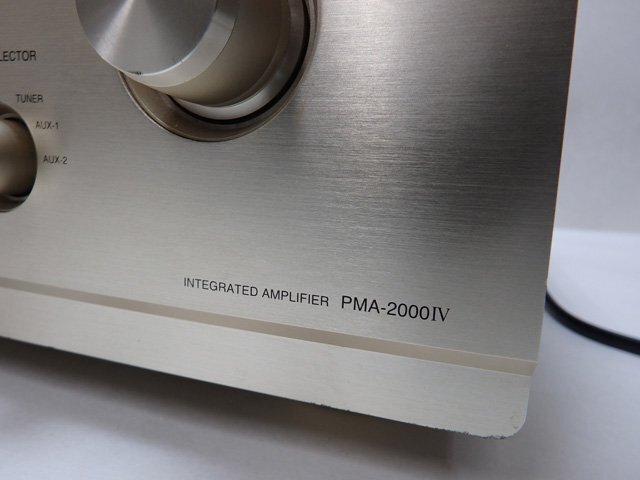 LECTOR
TUNER
AUX-1
AUX-2
INTEGRATED AMPLIFIER PMA-2000IV